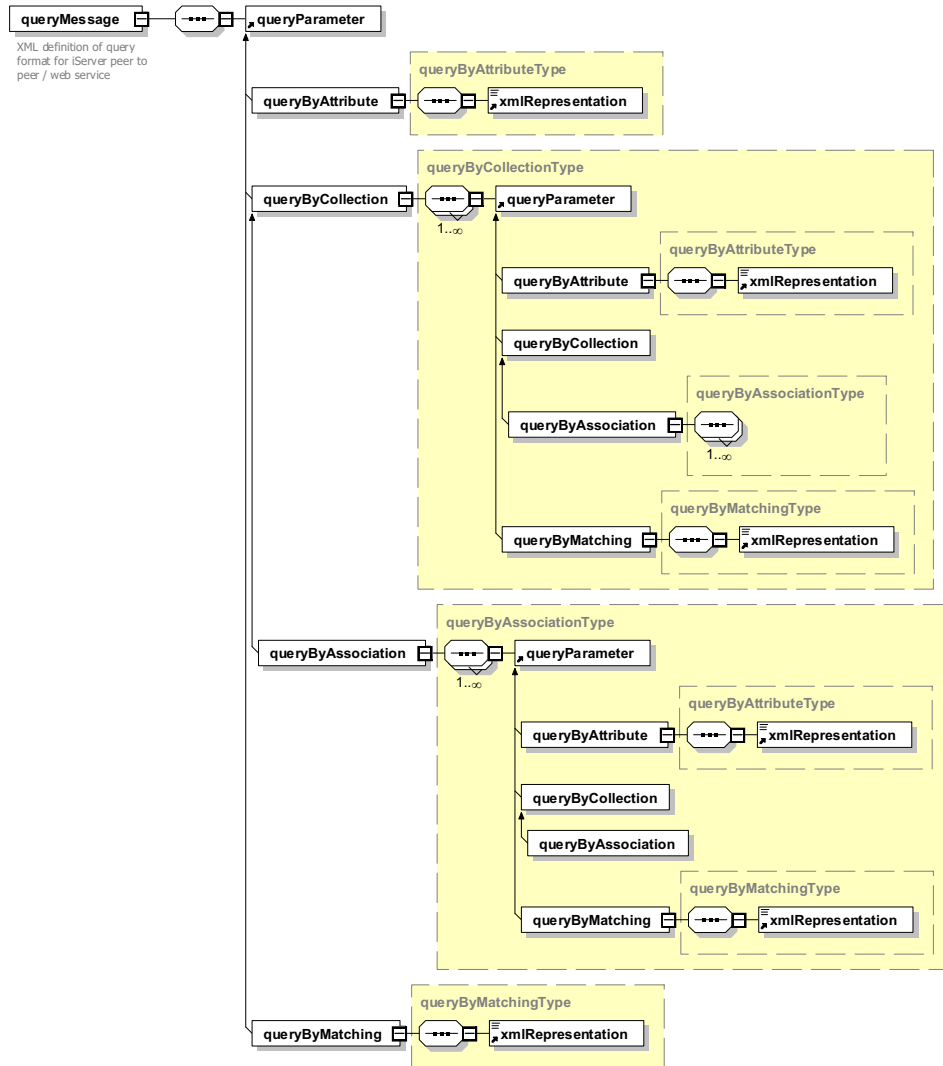 queryMessage
queryParameter
XML definition of query
format for iServer peer to
peer / web service
queryByAttributeType
queryByAttribute
xmlRepresentation
queryByCollectionType
queryByCollection
queryParameter
1..∞
queryByAttributeType
queryByAttribute
xmlRepresentation
queryByCollection
queryByAssociationType
queryByAssociation
1..∞
queryByMatchingType
queryByMatching
xmlRepresentation
queryByAssociationType
queryByAssociation
queryParameter
1..∞
queryByAttributeType
queryByAttribute
xmlRepresentation
queryByCollection
queryByAssociation
queryByMatchingType
queryByMatching
xmlRepresentation
queryByMatchingType
queryByMatching
xmlRepresentation